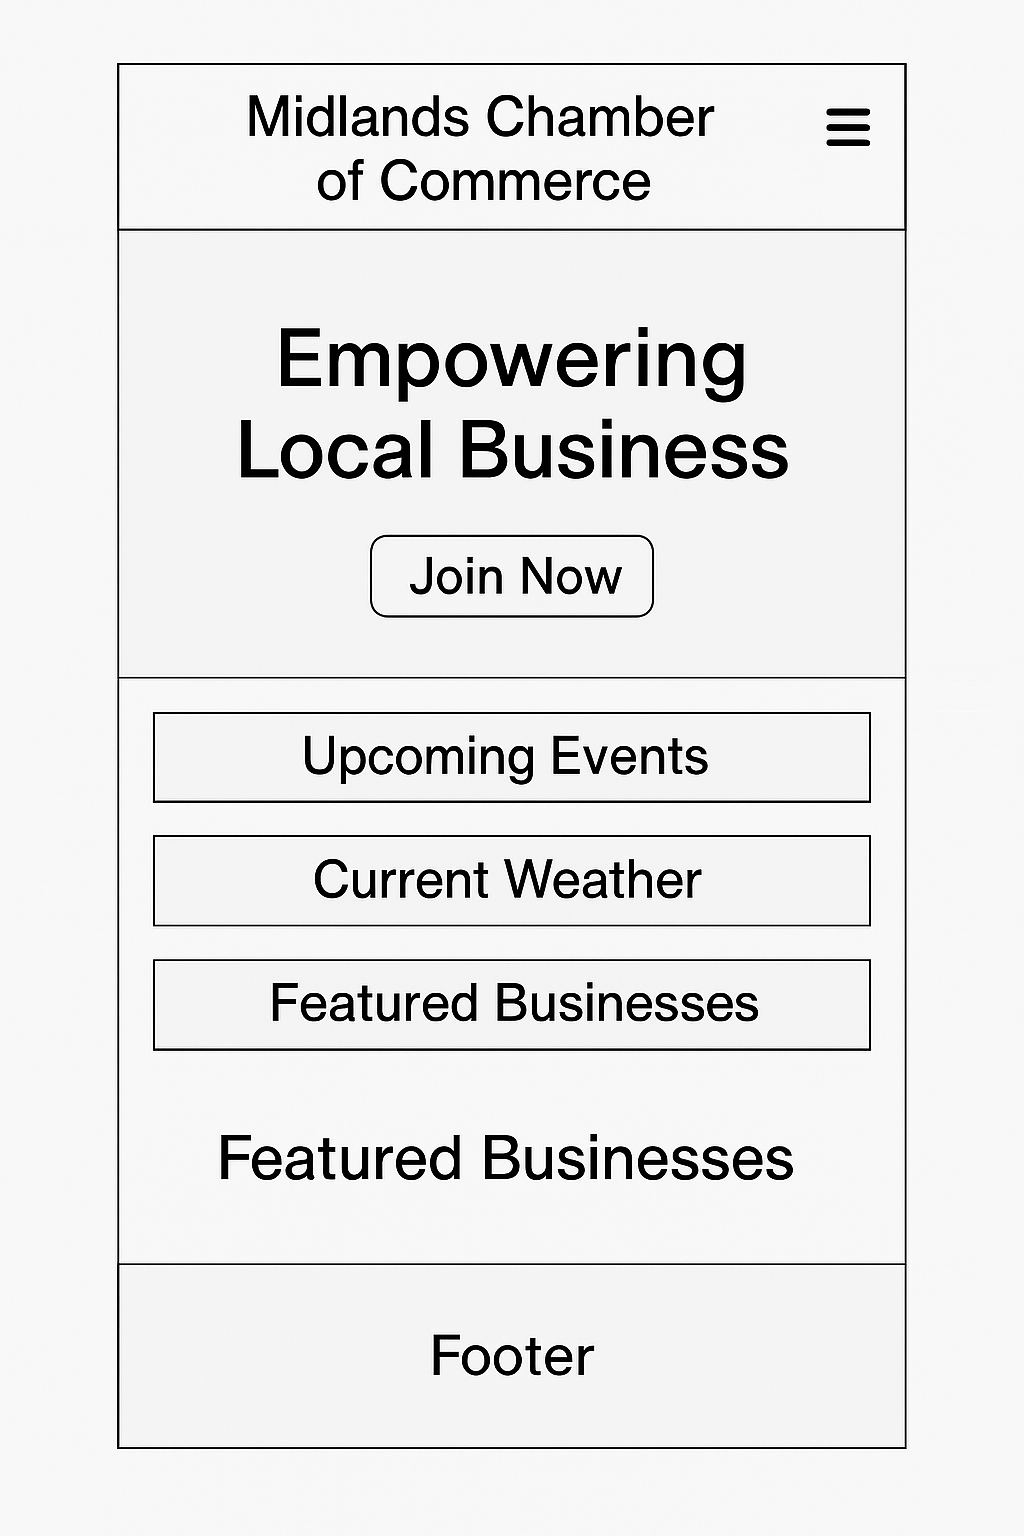 Midlands Chamber
of Commerce
Empowering
Local Business
Join Now
Upcoming Events
Current Weather
Featured Businesses
Featured Businesses
Footer